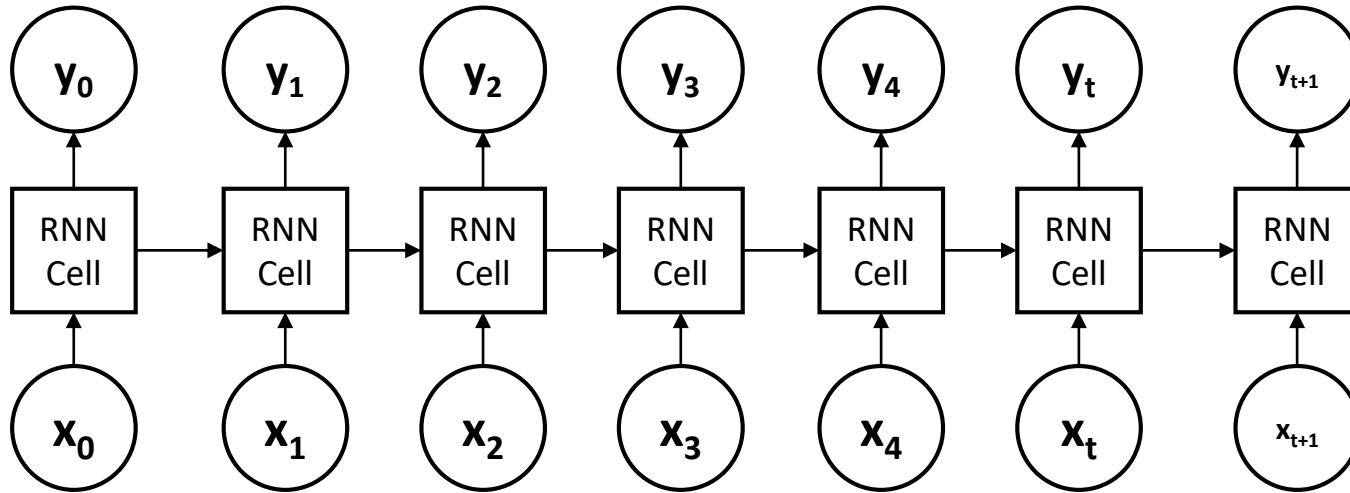 y0 y1 y2 y3 y4 yt yt+1
RNN RNN RNN RNN RNN RNN RNN
Cell Cell Cell Cell Cell Cell Cell
x0 x1 x2 x3 x4 xt xt+1